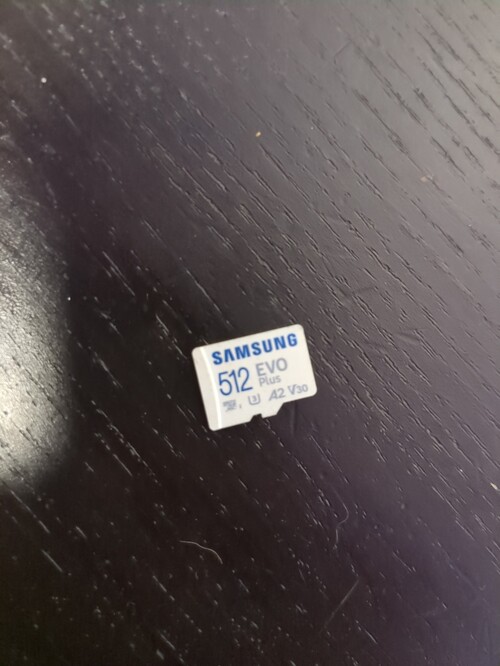 SAMSUNG
512 EVO
Plus
I U3 A2 V30